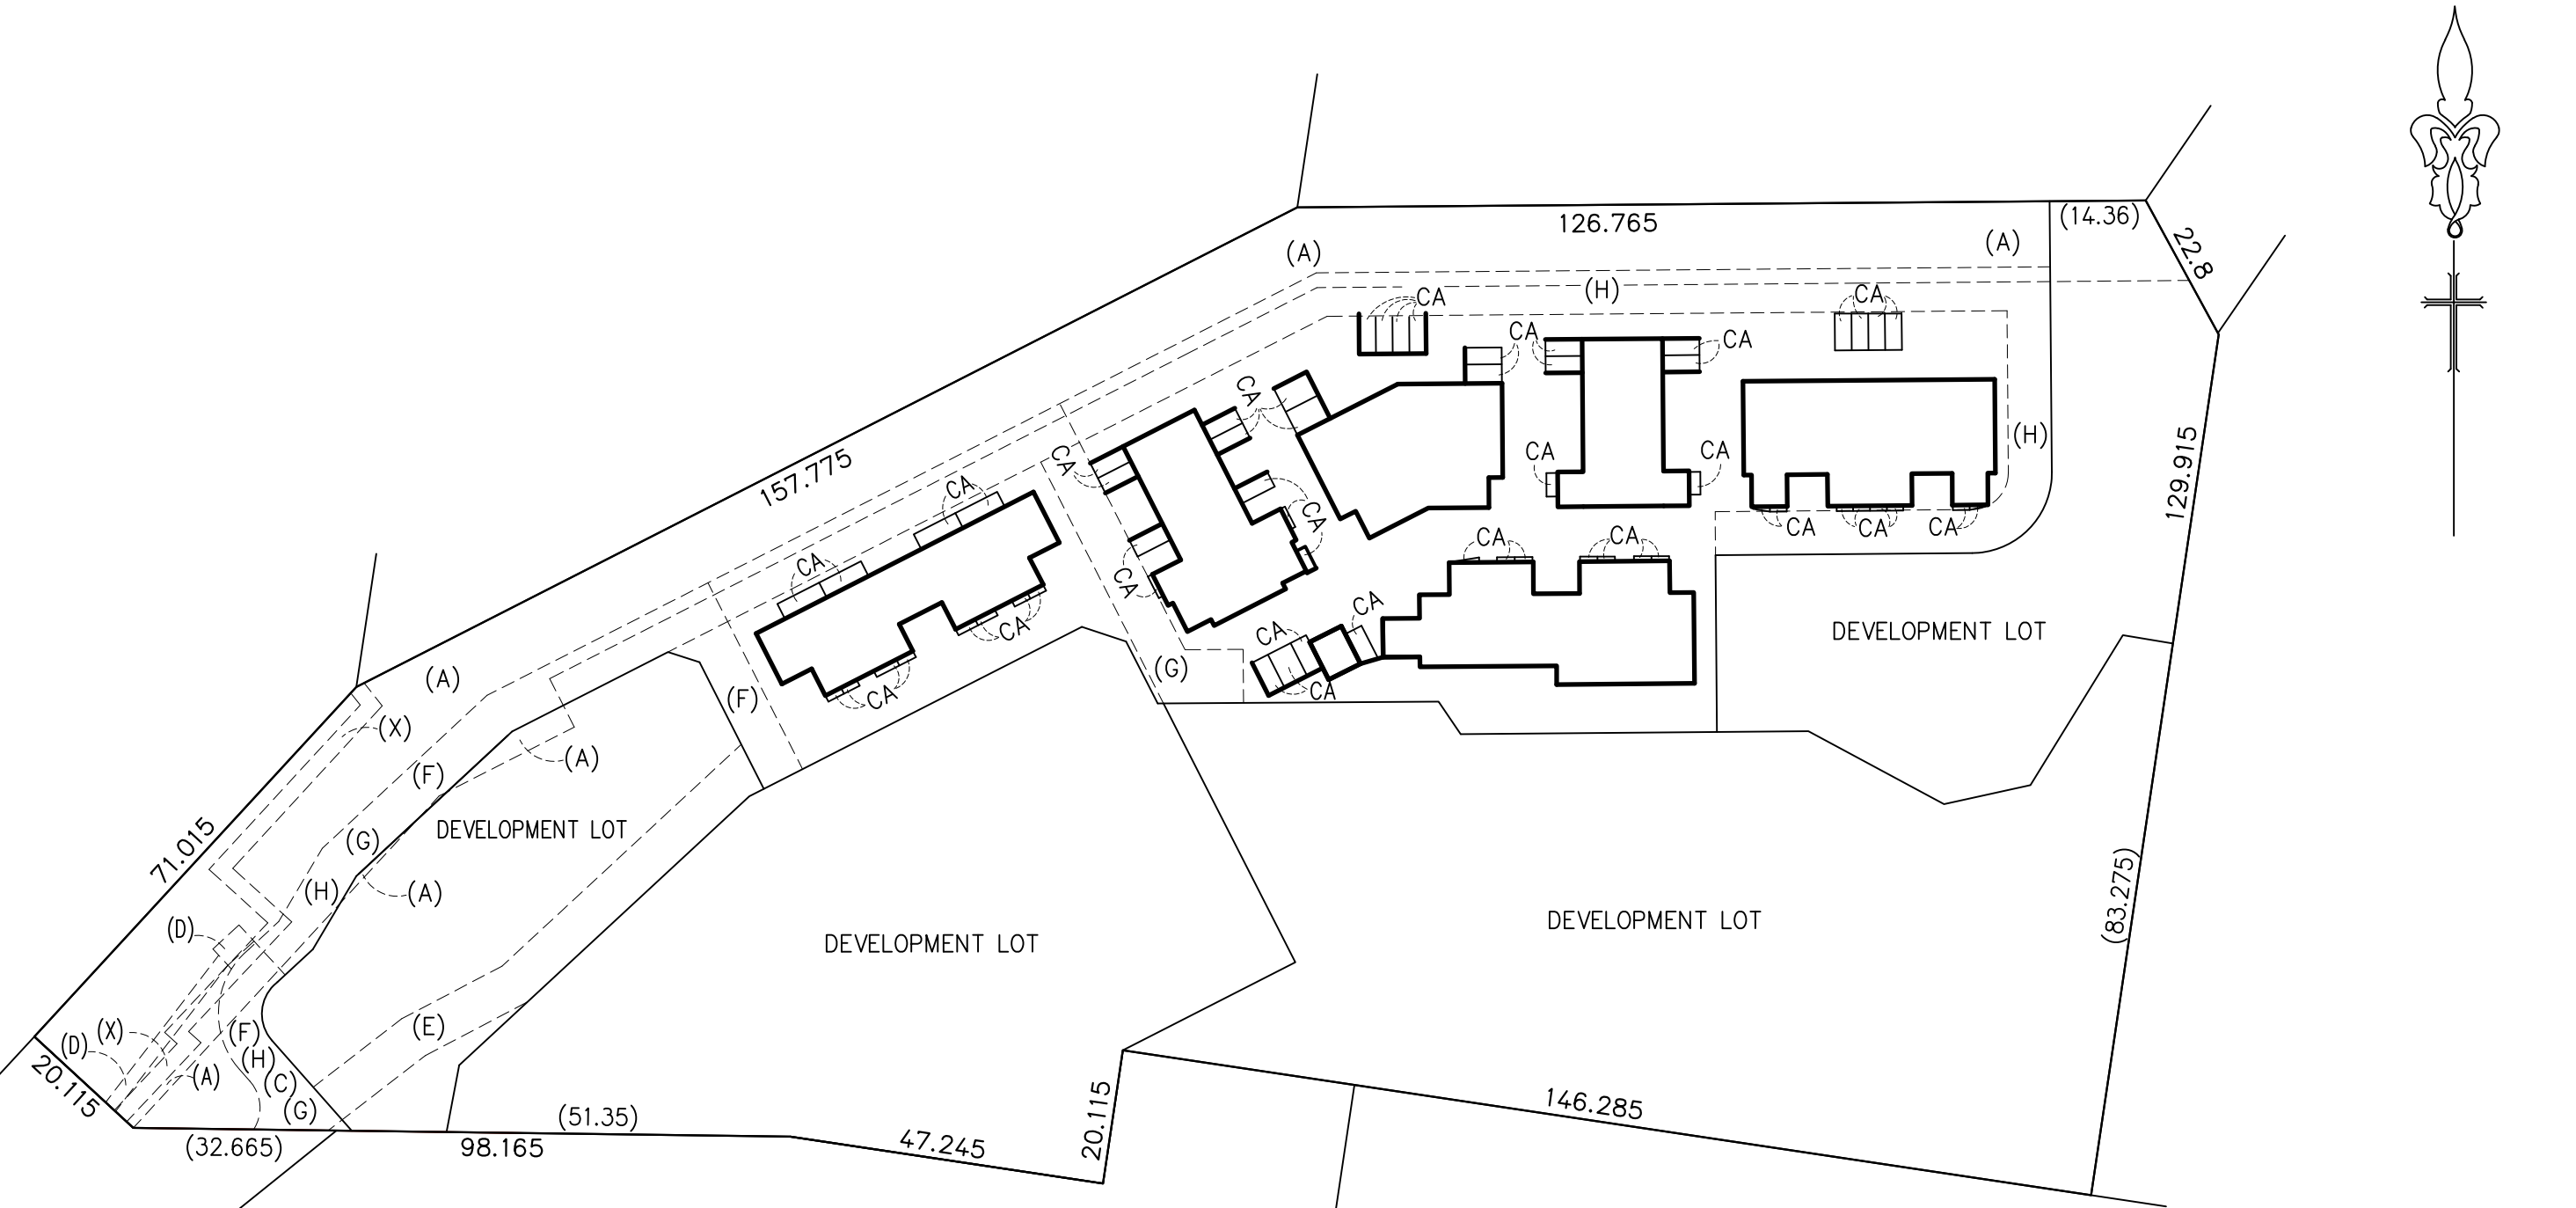 (14.36)
126.765
22.8
(A)
(A)
(H)
CA
CA
CA
CA
CA
(H)
CA
CA
CA
157.775
129.915
CA
CA
CA
CA
CA
CA
CA
CA
CA
CA
CA
CA
CA
CA
DEVELOPMENT LOT
(G)
(A)
(F)
CA
CA
(X)
(A)
(F)
DEVELOPMENT LOT
(G)
71.015
(H)
(A)
(83.275)
(D)
DEVELOPMENT LOT
DEVELOPMENT LOT
(E)
(X)
(F)
(D)
(H)
(A)
(C)
(G)
20.115
(51.35)
20.115
146.285
(32.665)
98.165
47.245